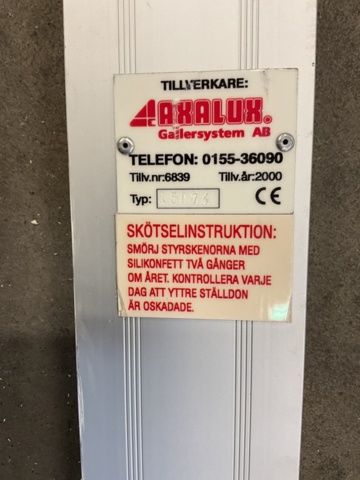 TILLVERKARE:
AXALUX®
Gallersystem AB
TELEFON: 0155-36090
Tillv.nr:6839 Tillv.år:2000
Typ: CE
SKÖTSELINSTRUKTION:
SMÖRJ STYRSKENORNA MED
SILIKONFETT TVÅ GÅNGER
OM ÅRET. KONTROLLERA VARJE
DAG ATT YTTRE STÄLLDON
ÄR OSKADADE.